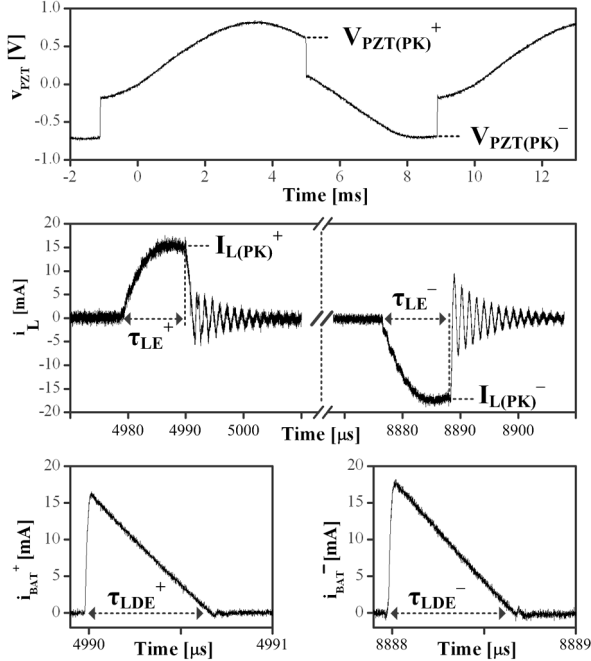 1.0
0.5
0.0
-0.5
-1.0
v_PZT [V]
V_PZT(PK)^+
V_PZT(PK)^−
-2 0 2 4 6 8 10 12
Time [ms]
20
15
10
5
0
-5
-10
-15
-20
i_L [mA]
I_L(PK)^+
τ_LE^+
τ_LE^−
I_L(PK)^−
4980 4990 5000 8880 8890 8900
Time [μs]
20
15
10
5
0
i_BAT^+ [mA]
τ_LDE^+
4990 4991
Time [μs]
20
15
10
5
0
i_BAT^− [mA]
τ_LDE^−
8888 8889
Time [μs]